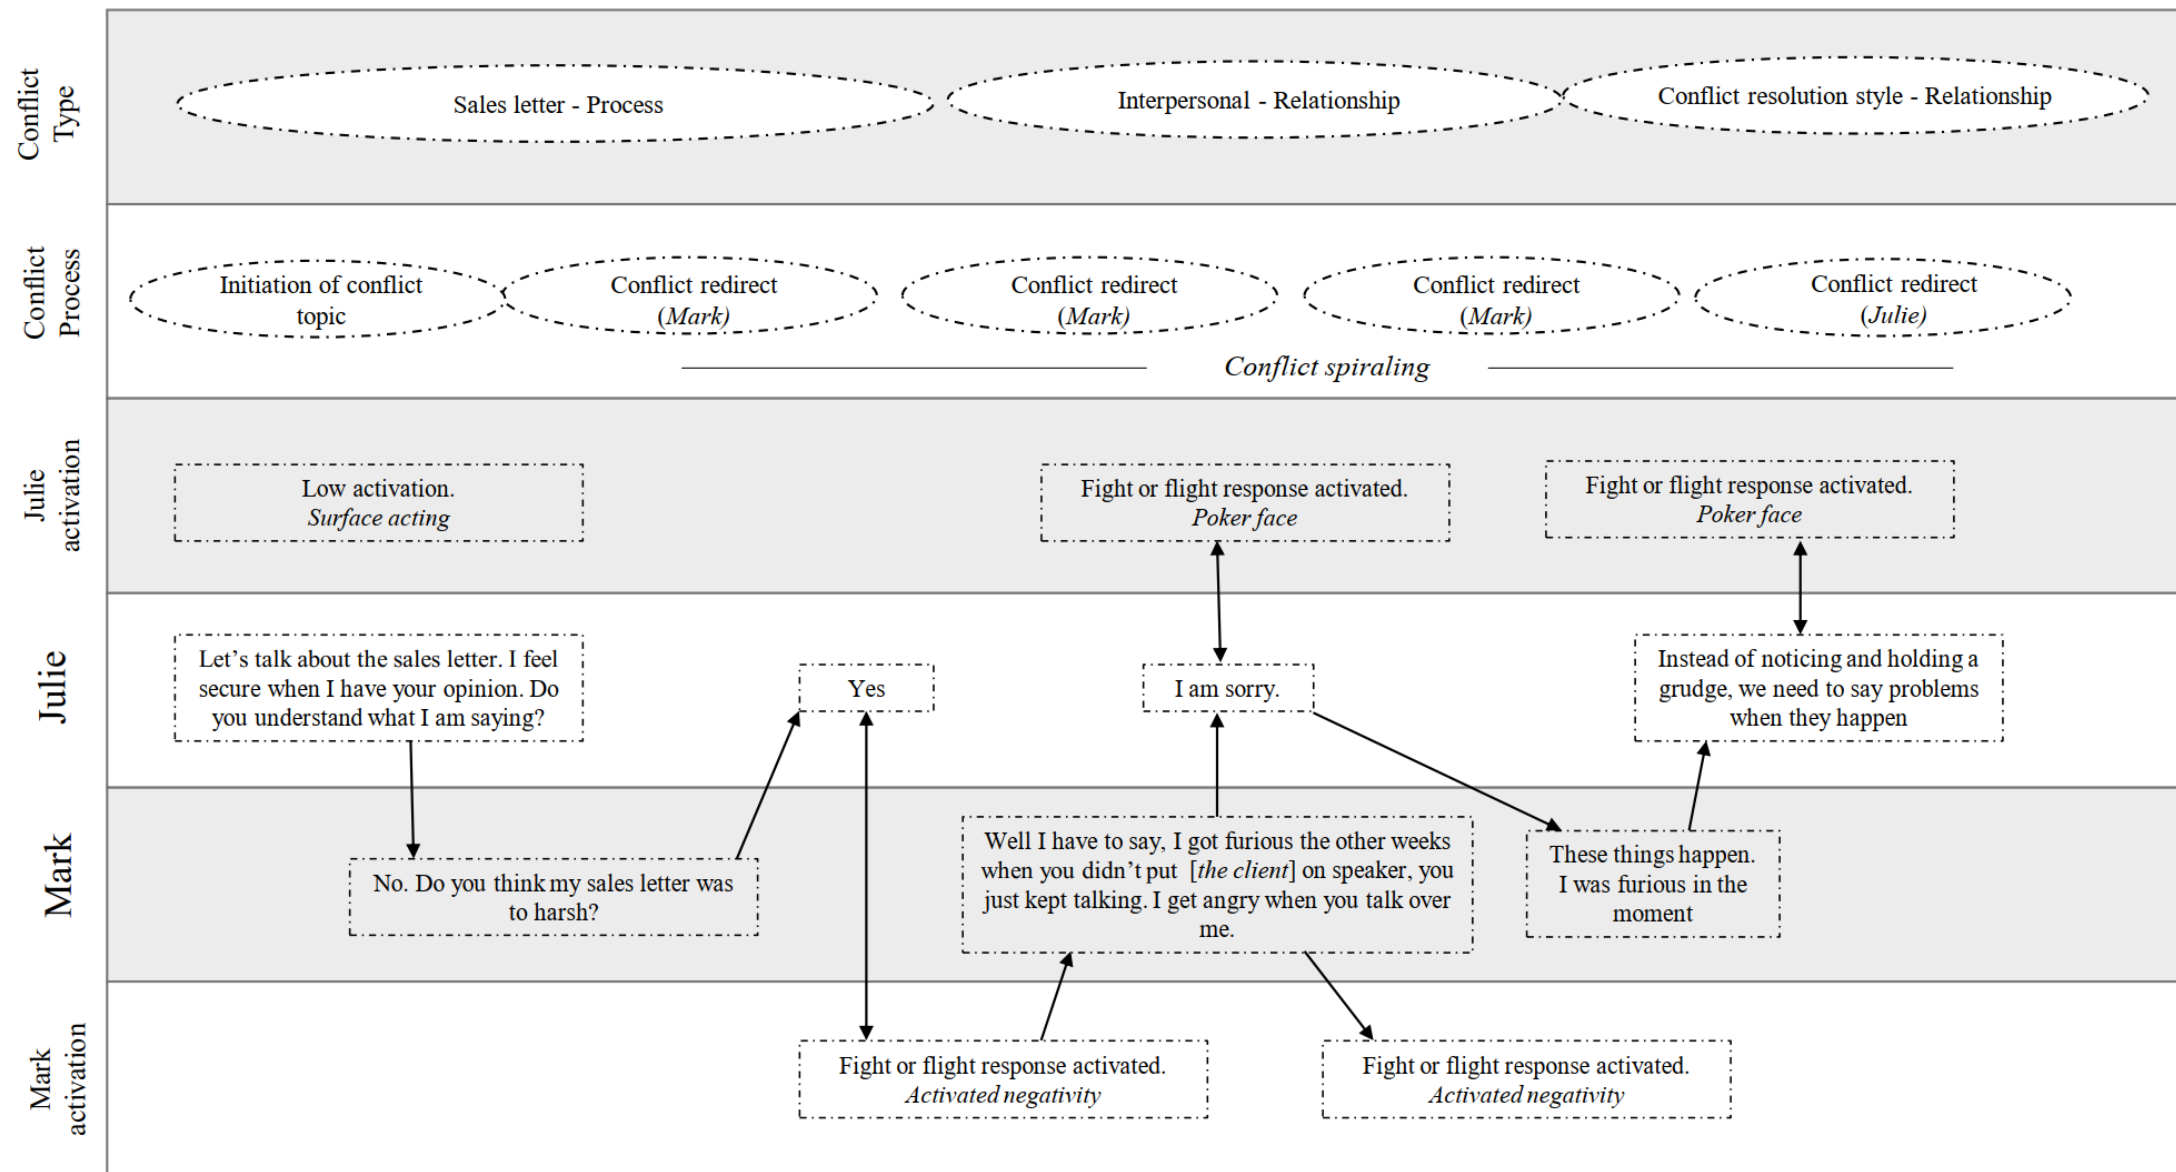 Conflict
Type
Sales letter - Process
Interpersonal - Relationship
Conflict resolution style - Relationship
Conflict
Process
Initiation of conflict
topic
Conflict redirect
(Mark)
Conflict redirect
(Mark)
Conflict redirect
(Mark)
Conflict redirect
(Julie)
Conflict spiraling
Julie
activation
Low activation.
Surface acting
Fight or flight response activated.
Poker face
Fight or flight response activated.
Poker face
Julie
Let's talk about the sales letter. I feel
secure when I have your opinion. Do
you understand what I am saying?
Yes
I am sorry.
Instead of noticing and holding a
grudge, we need to say problems
when they happen
Mark
No. Do you think my sales letter was
to harsh?
Well I have to say, I got furious the other weeks
when you didn't put [the client] on speaker, you
just kept talking. I get angry when you talk over
me.
These things happen.
I was furious in the
moment
Mark
activation
Fight or flight response activated.
Activated negativity
Fight or flight response activated.
Activated negativity